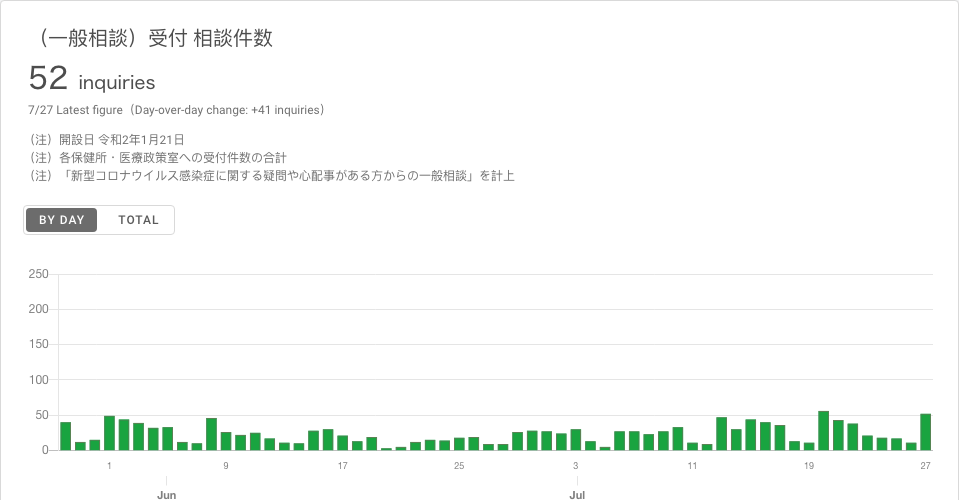 （一般相談）受付 相談件数
52 inquiries
7/27 Latest figure（Day-over-day change: +41 inquiries）
（注）開設日 令和2年1月21日
（注）各保健所・医療政策室への受付件数の合計
（注）「新型コロナウイルス感染症に関する疑問や心配事がある方からの一般相談」を計上
BY DAY TOTAL
250
200
150
100
50
0
1 9 17 25 3 11 19 27
Jun Jul